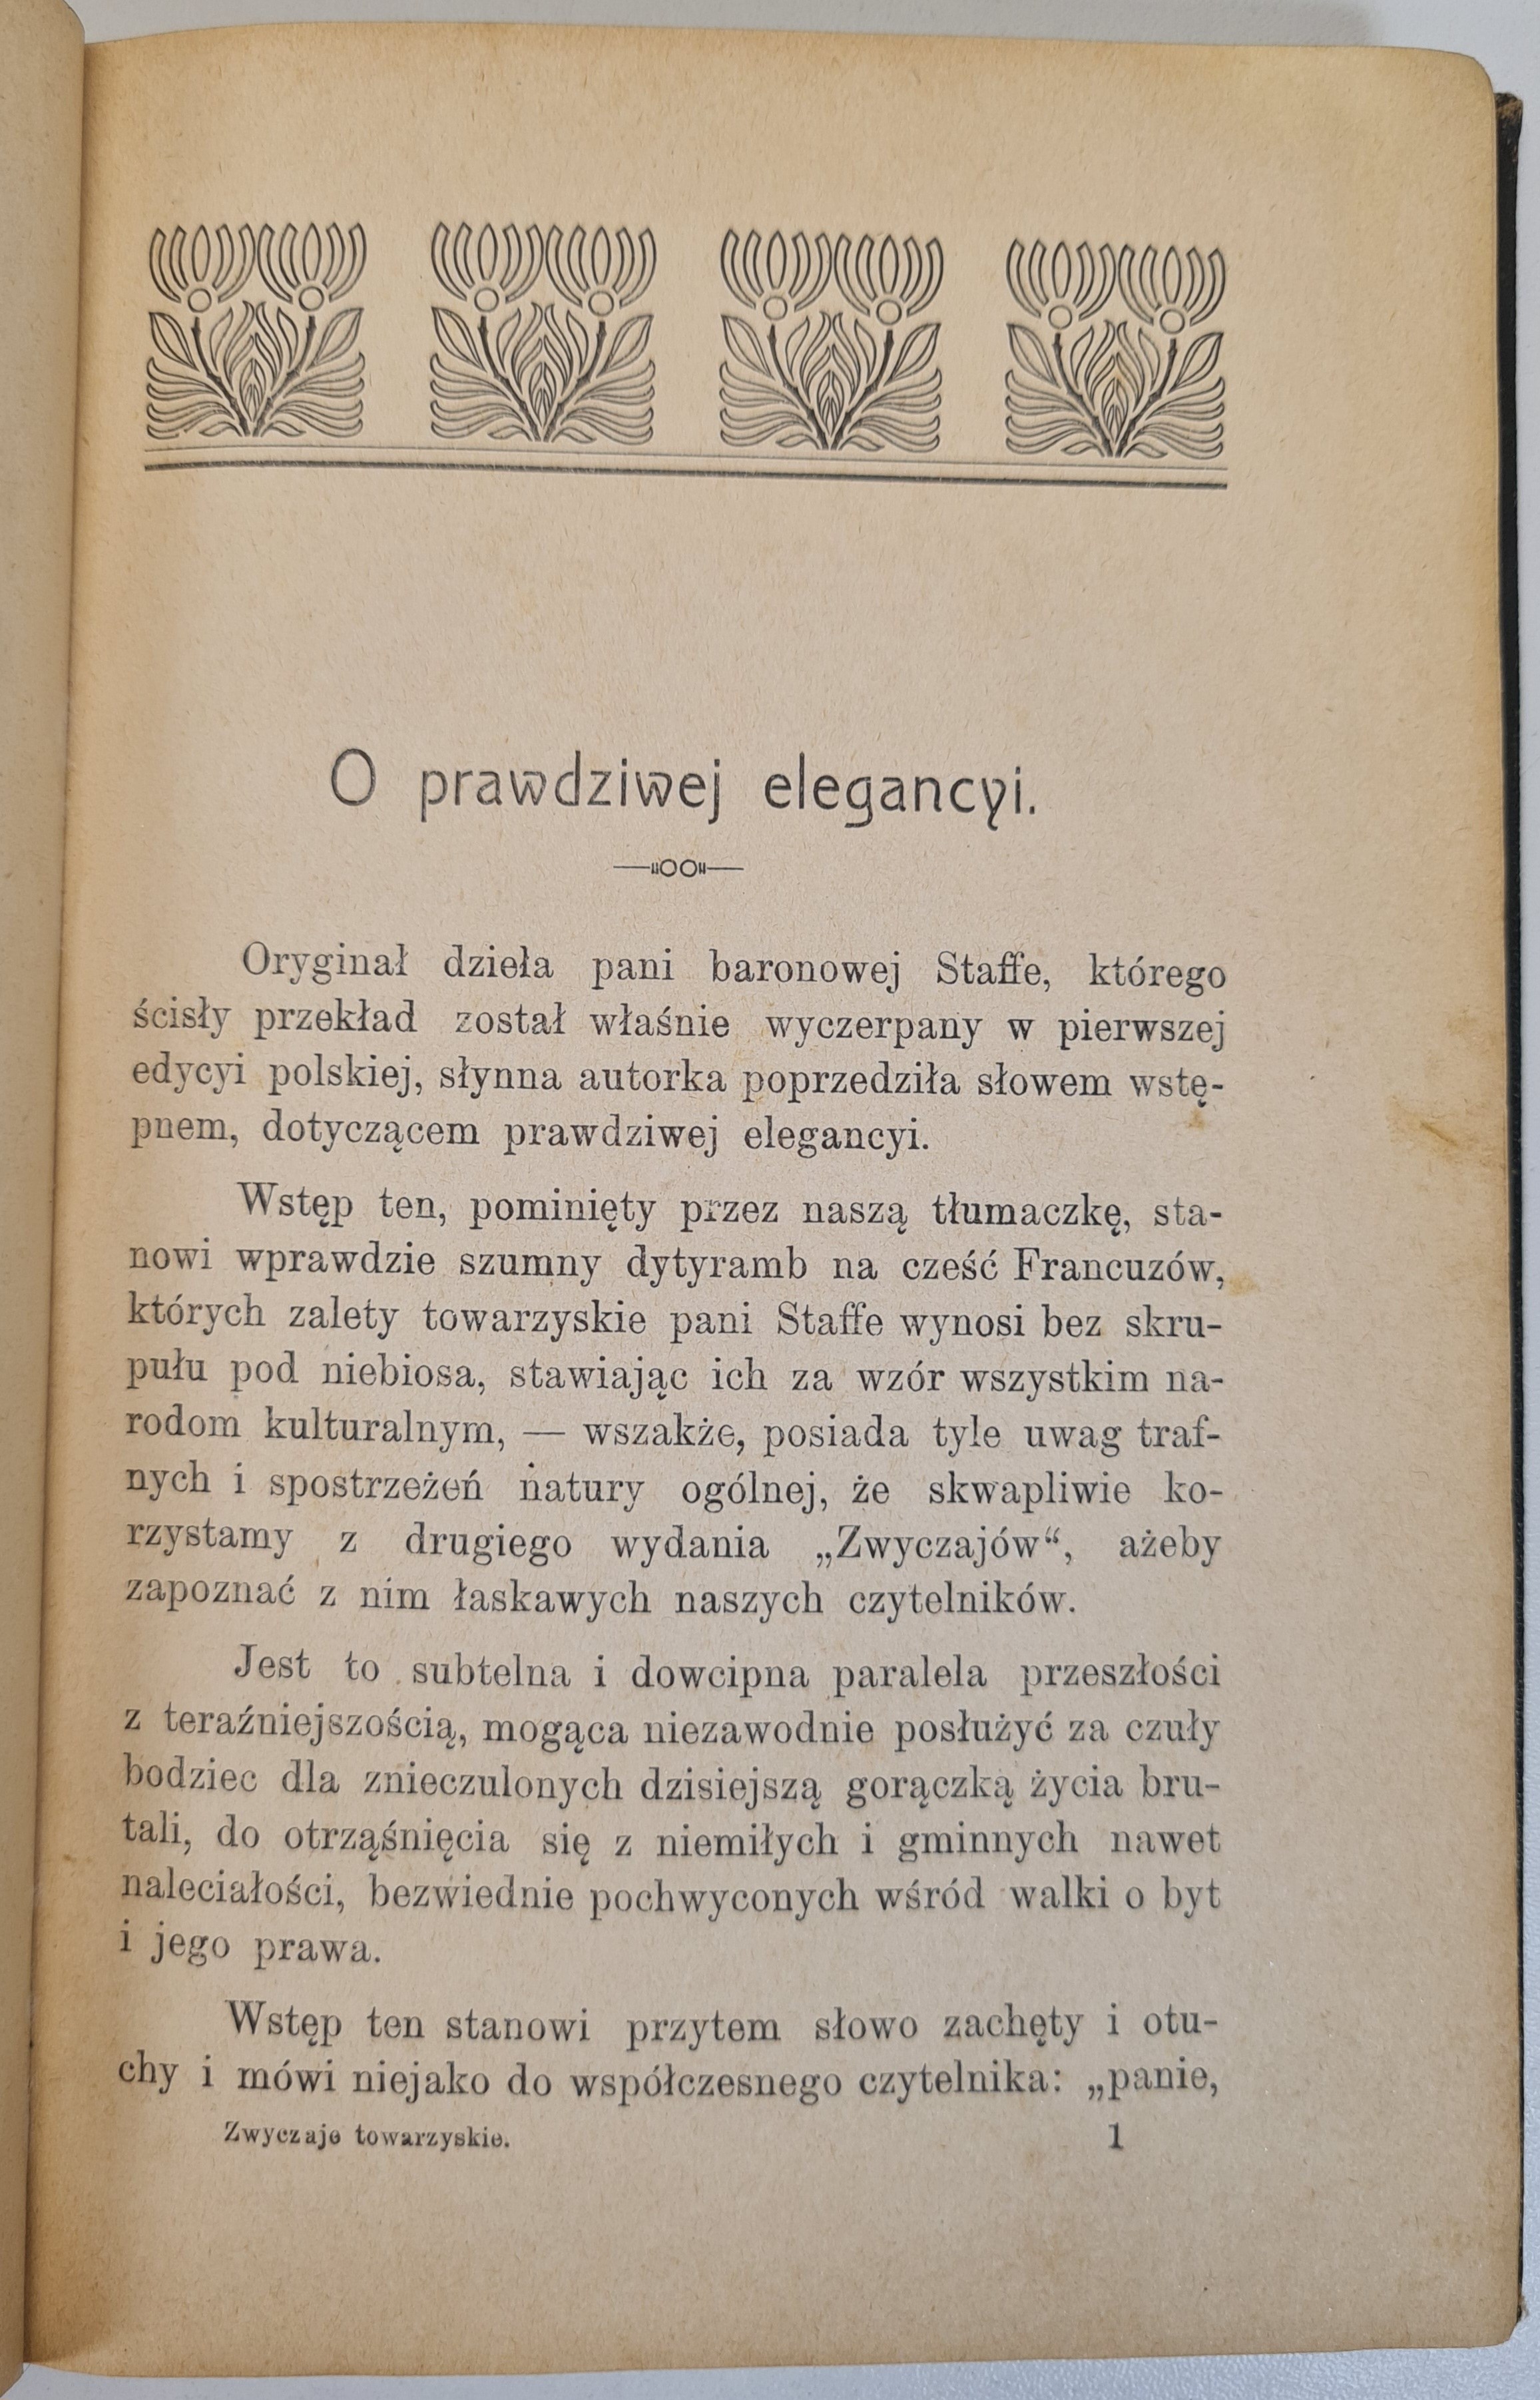 O prawdziwej elegancyi.
Oryginał dzieła pani baronowej Staffe, którego
ścisły przekład został właśnie wyczerpany w pierwszej
edycyi polskiej, słynna autorka poprzedziła słowem wstę-
pnem, dotyczącem prawdziwej elegancyi.
Wstęp ten, pominięty przez naszą tłumaczkę, sta-
nowi wprawdzie szumny dytyramb na cześć Francuzów,
których zalety towarzyskie pani Staffe wynosi bez skru-
pułu pod niebiosa, stawiając ich za wzór wszystkim na-
rodom kulturalnym, — wszakże, posiada tyle uwag traf-
nych i spostrzeżeń natury ogólnej, że skwapliwie ko-
rzystamy z drugiego wydania „Zwyczajów“, ażeby
zapoznać z nim łaskawych naszych czytelników.
Jest to subtelna i dowcipna paralela przeszłości
z teraźniejszością, mogąca niezawodnie posłużyć za czuły
bodziec dla znieczulonych dzisiejszą gorączką życia bru-
tali, do otrząśnięcia się z niemiłych i gminnych nawet
naleciałości, bezwiednie pochwyconych wśród walki o byt
i jego prawa.
Wstęp ten stanowi przytem słowo zachęty i otu-
chy i mówi niejako do współczesnego czytelnika: „panie,
Zwyczaje towarzyskie. 1